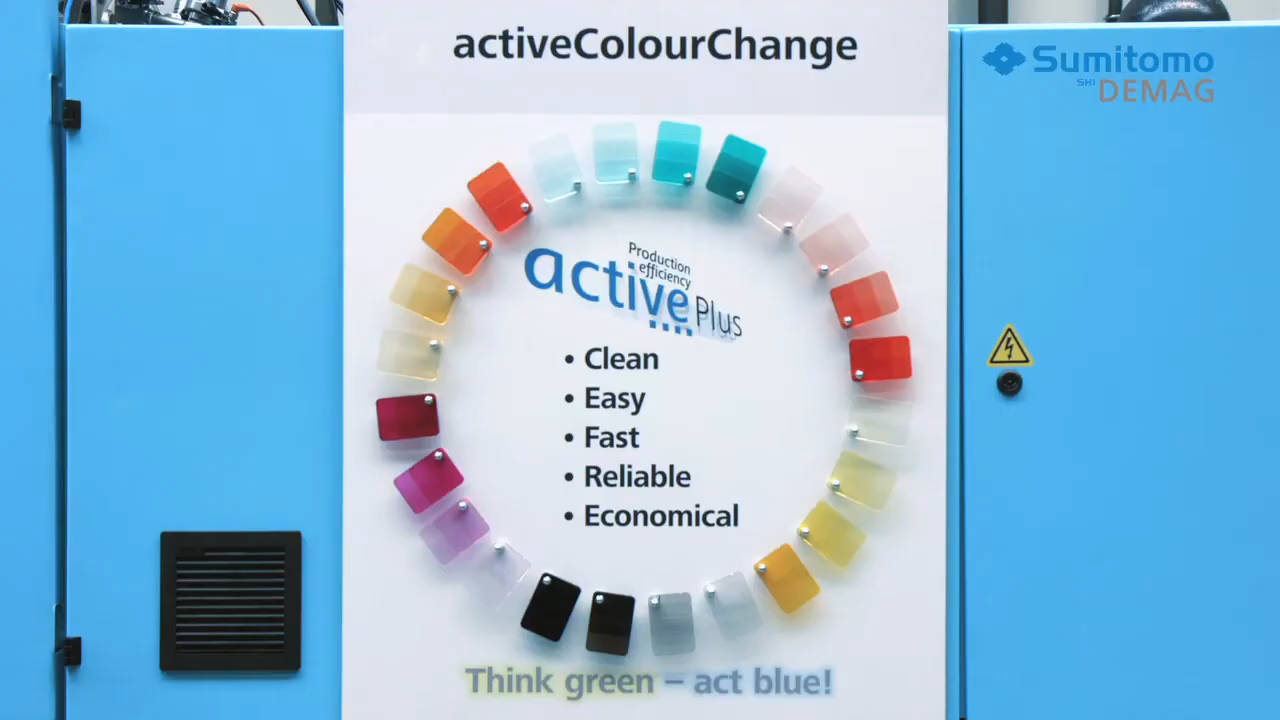 activeColourChange
Sumitomo
SHI DEMAG
Production
efficiency
active Plus
• Clean
• Easy
• Fast
• Reliable
• Economical
Think green – act blue!